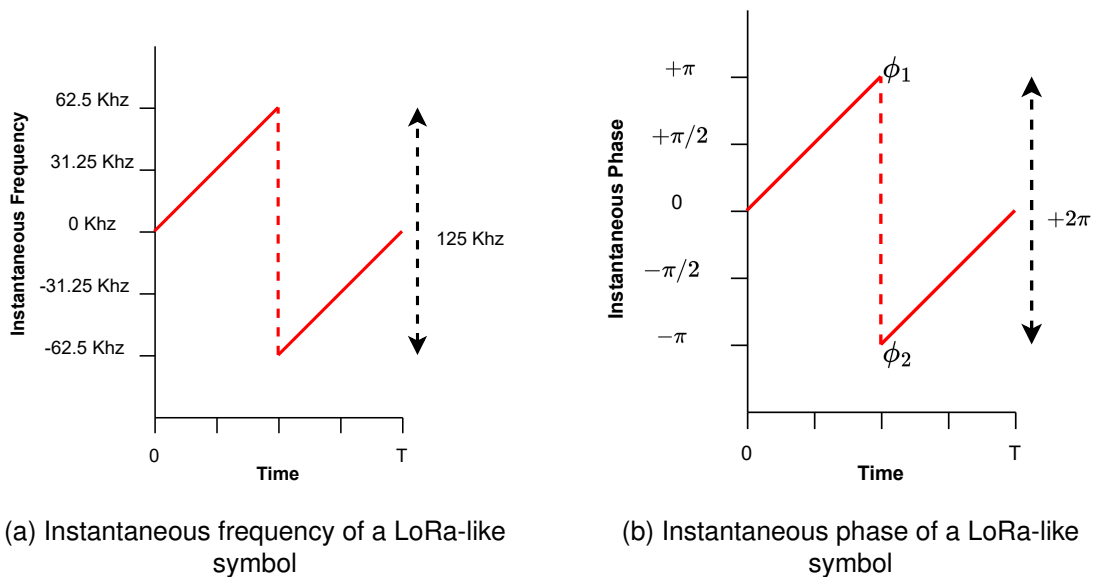 Instantaneous Frequency
62.5 Khz
31.25 Khz
0 Khz
-31.25 Khz
-62.5 Khz
125 Khz
0
T
Time
(a) Instantaneous frequency of a LoRa-like
symbol
Instantaneous Phase
+π
+π/2
0
−π/2
−π
ϕ₁
ϕ₂
+2π
0
T
Time
(b) Instantaneous phase of a LoRa-like
symbol